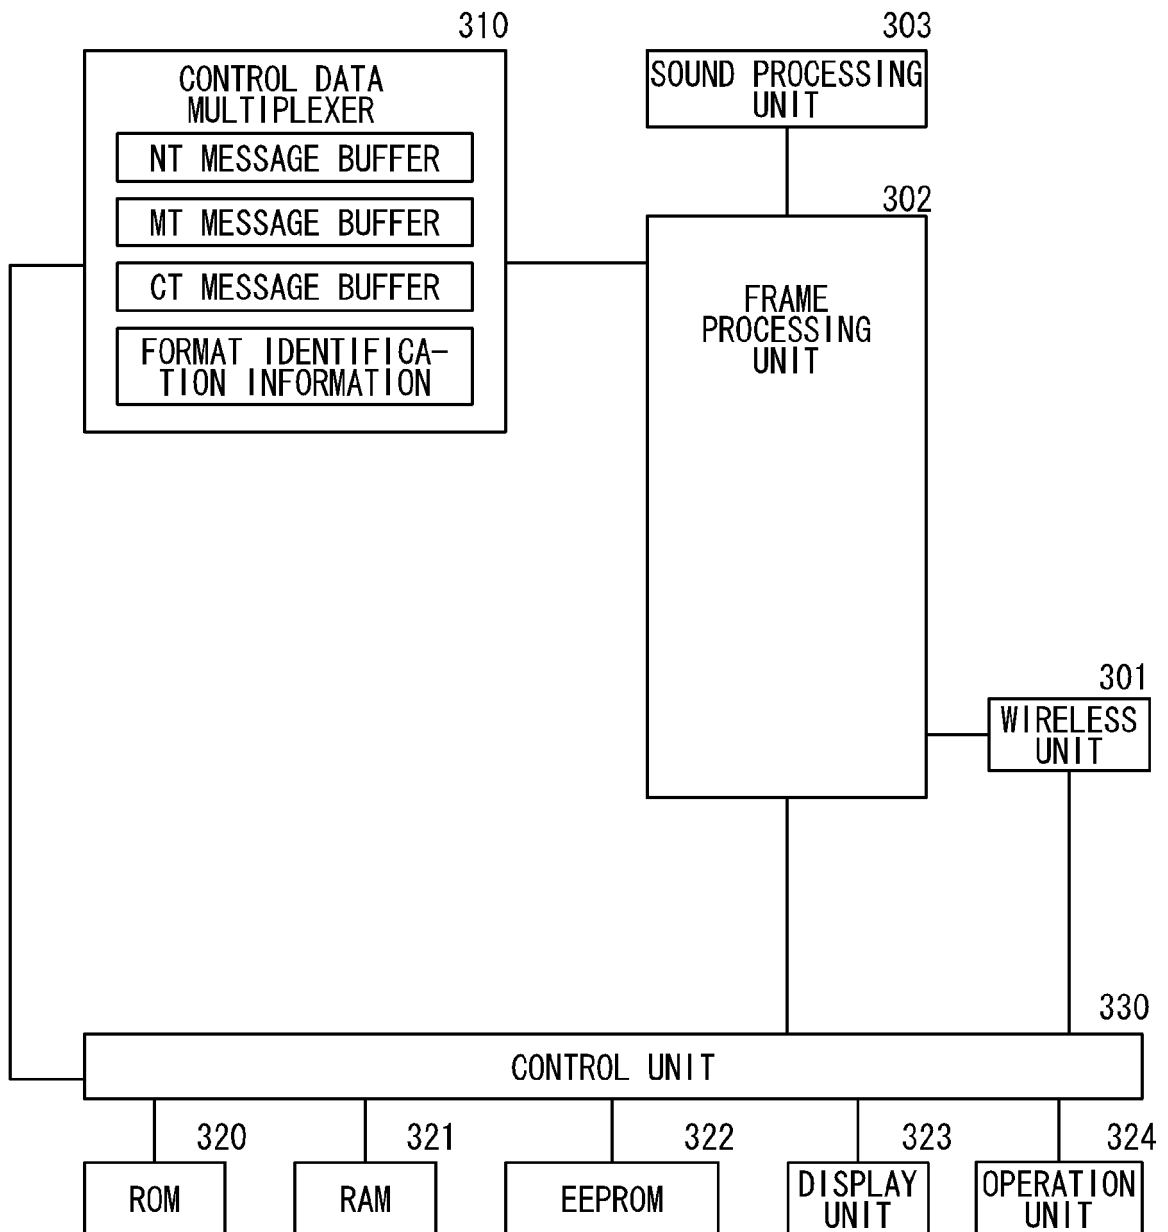 310
CONTROL DATA
MULTIPLEXER
NT MESSAGE BUFFER
MT MESSAGE BUFFER
CT MESSAGE BUFFER
FORMAT IDENTIFICA-
TION INFORMATION
303
SOUND PROCESSING
UNIT
302
FRAME
PROCESSING
UNIT
301
WIRELESS
UNIT
330
CONTROL UNIT
320
ROM
321
RAM
322
EEPROM
323
DISPLAY
UNIT
324
OPERATION
UNIT